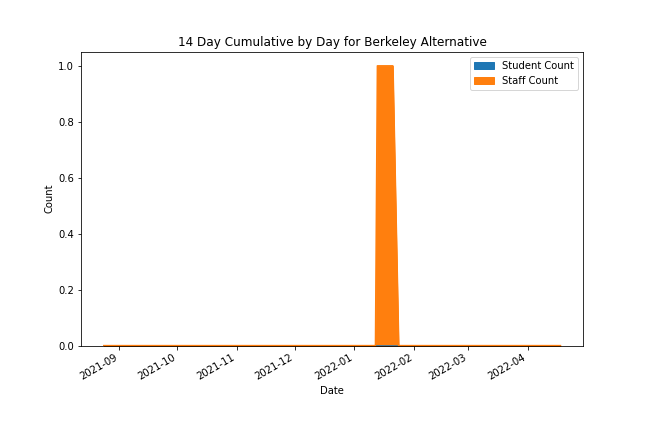 14 Day Cumulative by Day for Berkeley Alternative
Student Count
Staff Count
1.0
0.8
0.6
0.4
0.2
0.0
Count
2021-09
2021-10
2021-11
2021-12
2022-01
2022-02
2022-03
2022-04
Date